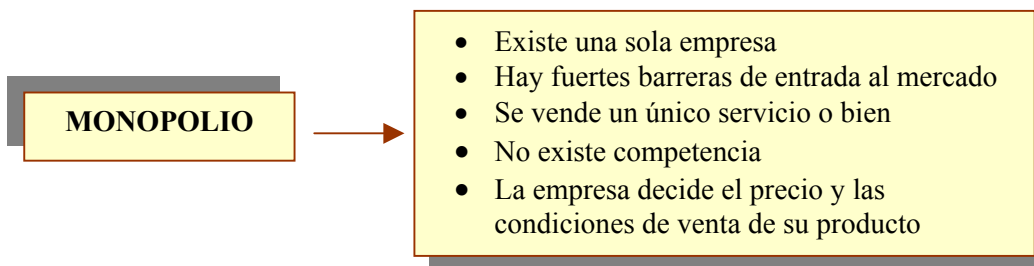 MONOPOLIO
• Existe una sola empresa
• Hay fuertes barreras de entrada al mercado
• Se vende un único servicio o bien
• No existe competencia
• La empresa decide el precio y las
condiciones de venta de su producto